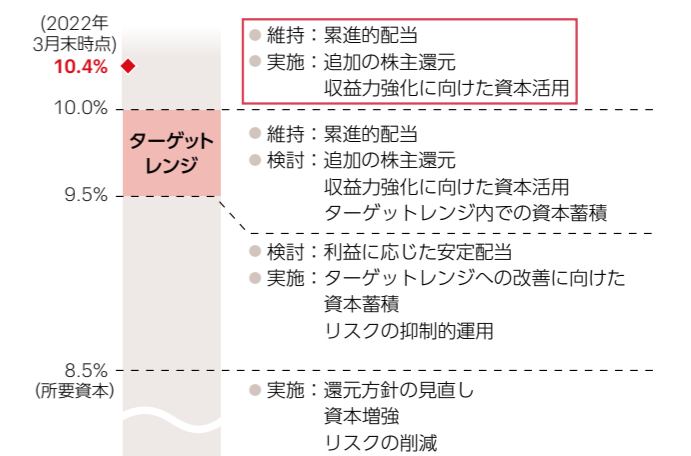 (2022年
3月末時点)
10.4%
● 維持：累進的配当
● 実施：追加の株主還元
収益力強化に向けた資本活用
10.0%
ターゲット
レンジ
● 維持：累進的配当
● 検討：追加の株主還元
収益力強化に向けた資本活用
ターゲットレンジ内での資本蓄積
9.5%
● 検討：利益に応じた安定配当
● 実施：ターゲットレンジへの改善に向けた
資本蓄積
リスクの抑制的運用
8.5%
(所要資本)
● 実施：還元方針の見直し
資本増強
リスクの削減